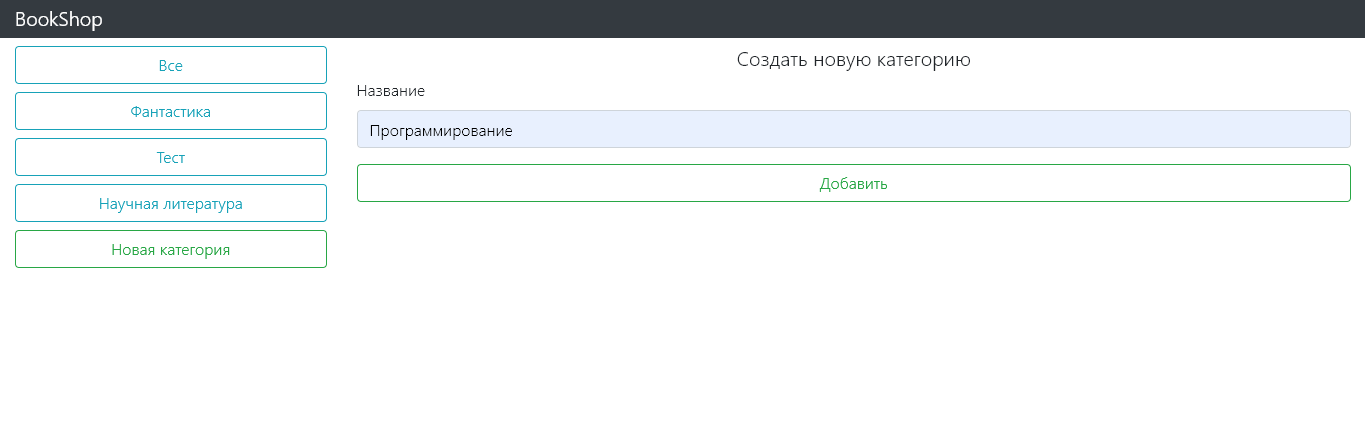 BookShop
Все
Фантастика
Тест
Научная литература
Новая категория
Создать новую категорию
Название
Программирование
Добавить